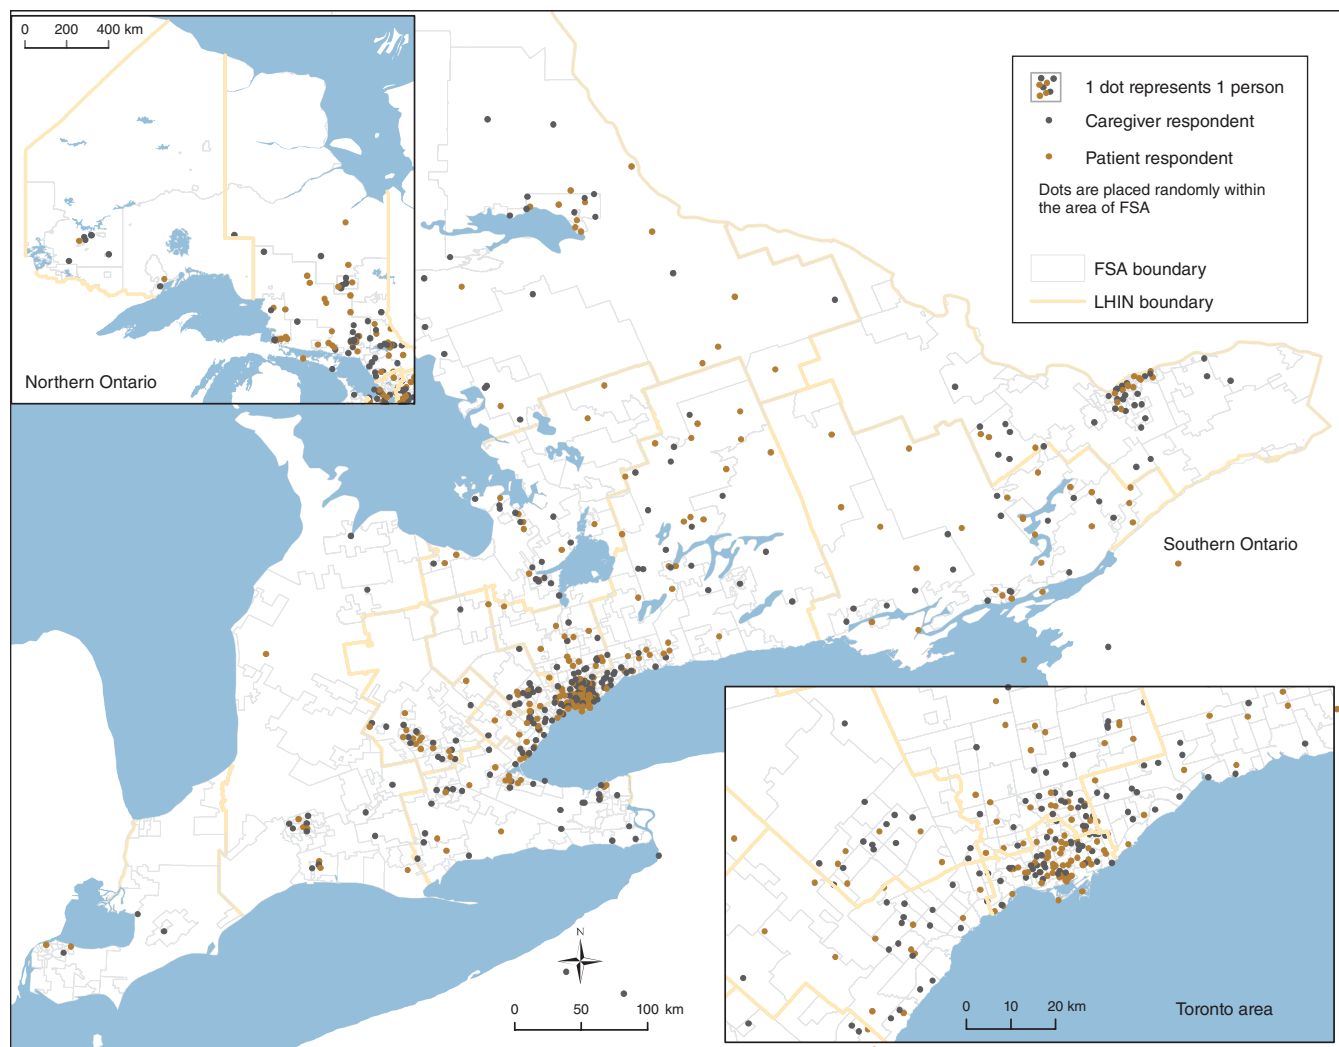 0 200 400 km
1 dot represents 1 person
Caregiver respondent
Patient respondent
Dots are placed randomly within
the area of FSA
FSA boundary
LHIN boundary
Northern Ontario
Southern Ontario
N
0 50 100 km
0 10 20 km
Toronto area